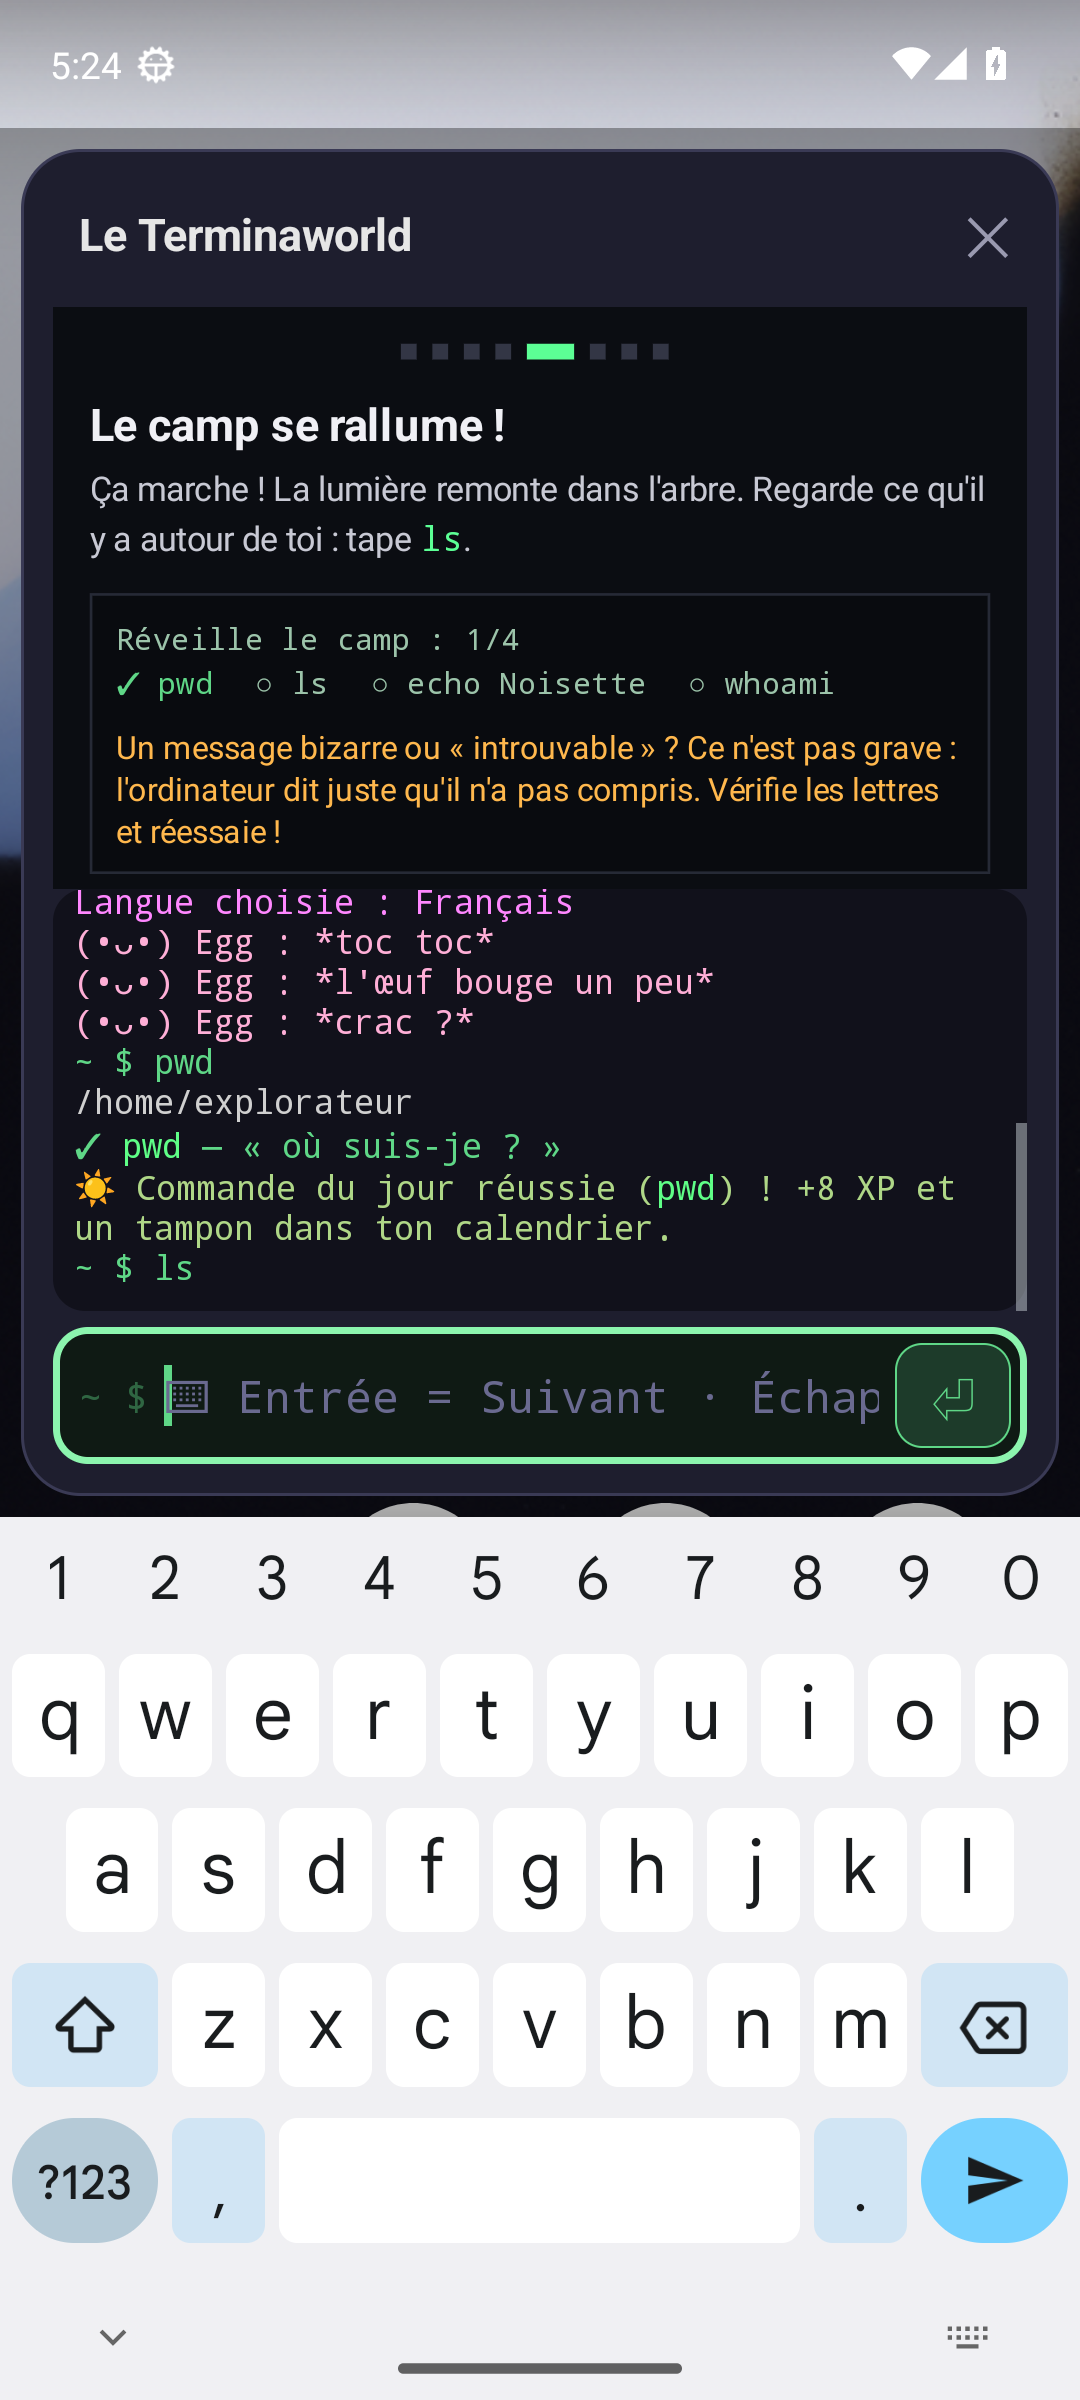 5:24
Le Terminaworld
Le camp se rallume !
Ça marche ! La lumière remonte dans l'arbre. Regarde ce qu'il
y a autour de toi : tape ls.
Réveille le camp : 1/4
✓ pwd ○ ls ○ echo Noisette ○ whoami
Un message bizarre ou « introuvable » ? Ce n'est pas grave :
l'ordinateur dit juste qu'il n'a pas compris. Vérifie les lettres
et réessaie !
Langue choisie : Français
(•ᴗ•) Egg : *toc toc*
(•ᴗ•) Egg : *l'œuf bouge un peu*
(•ᴗ•) Egg : *crac ?*
~ $ pwd
/home/explorateur
✓ pwd — « où suis-je ? »
☀️ Commande du jour réussie (pwd) ! +8 XP et
un tampon dans ton calendrier.
~ $ ls
~ $ ⌨ Entrée = Suivant · Échap
1 2 3 4 5 6 7 8 9 0
q w e r t y u i o p
a s d f g h j k l
z x c v b n m
?123 , .